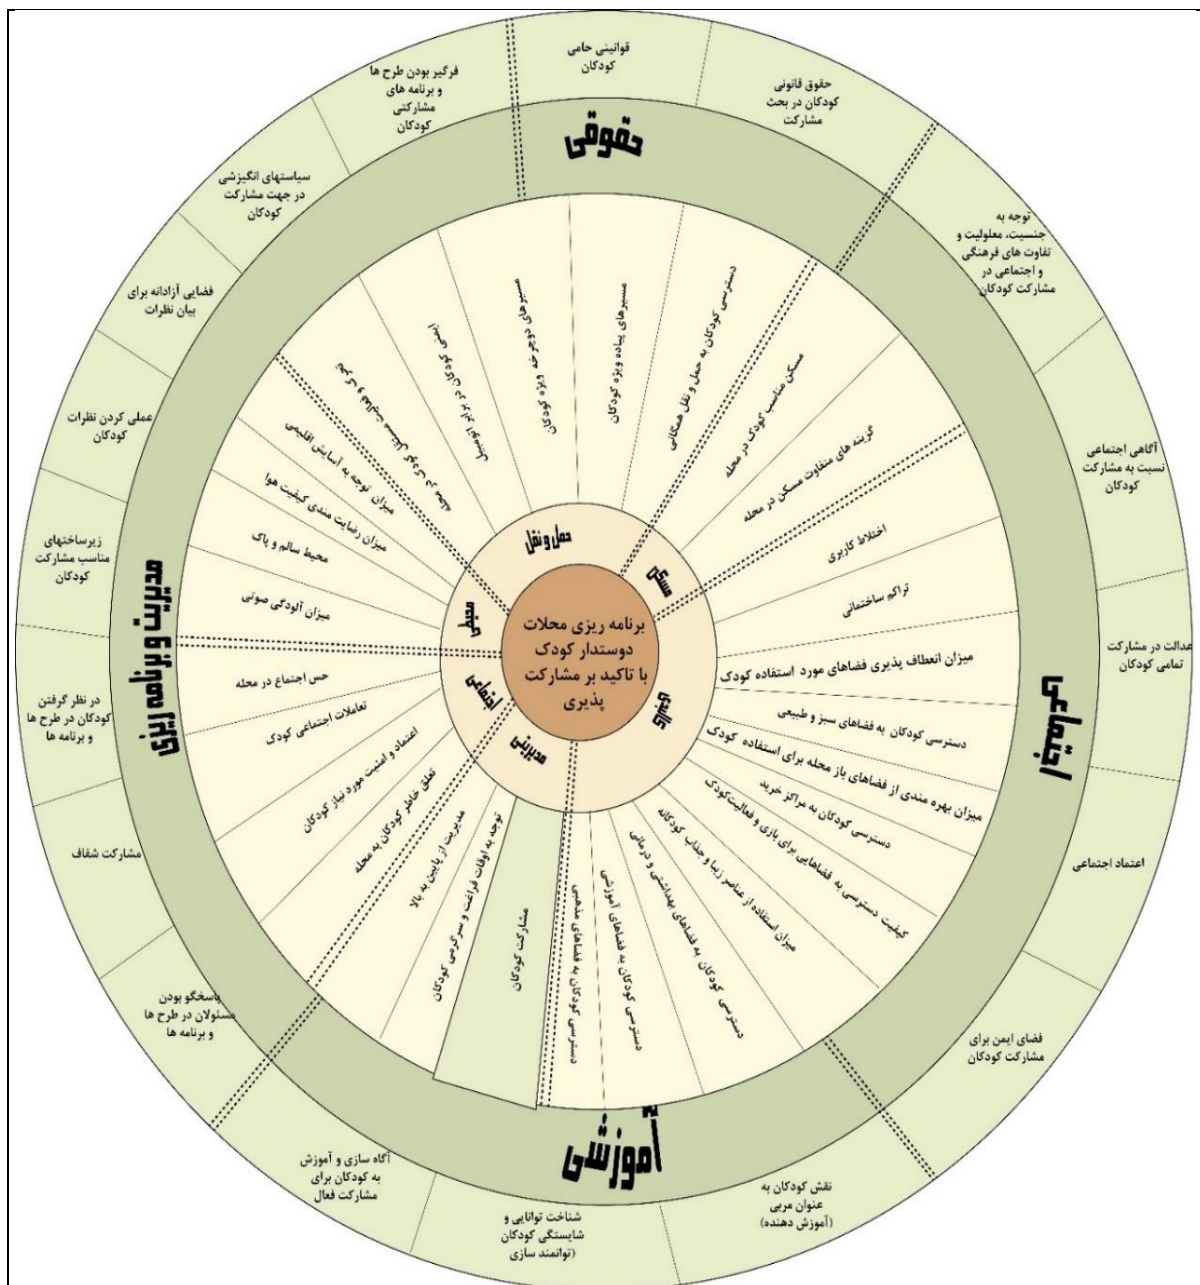 برنامه ریزی محلات
دوستدار کودک
با تاکید بر مشارکت
پذیری
حمل و نقل
مسکن
کاربری
مدیریتی
اجتماعی
محیطی
تحرک و فعالیت مستقل کودک در محله
ایمنی کودکان در برابر اتومبیل
مسیرهای دوچرخه ویژه کودکان
مسیرهای پیاده ویژه کودکان
دسترسی کودکان به حمل و نقل همگانی
مسکن مناسب کودک در محله
گزینه های متفاوت مسکن در محله
اختلاط کاربری
تراکم ساختمانی
میزان انعطاف پذیری فضاهای مورد استفاده کودک
دسترسی کودکان به فضاهای سبز و طبیعی
میزان بهره مندی از فضاهای باز محله برای استفاده کودک
دسترسی کودکان به مراکز خرید
کیفیت دسترسی به فضاهایی برای بازی و فعالیت کودک
میزان استفاده از عناصر زیبا و جذاب کودکانه
دسترسی کودکان به فضاهای بهداشتی و درمانی
دسترسی کودکان به فضاهای آموزشی
دسترسی کودکان به فضاهای مذهبی
مشارکت کودکان
توجه به اوقات فراغت و سرگرمی کودکان
مدیریت از پایین به بالا
تعلق خاطر کودکان به محله
اعتماد و امنیت مورد نیاز کودکان
تعاملات اجتماعی کودک
حس اجتماع در محله
میزان آلودگی صوتی
محیط سالم و پاک
میزان رضایت مندی کیفیت هوا
میزان توجه به آسایش اقلیمی
حقوقی
قوانینی حامی
کودکان
حقوق قانونی
کودکان در بحث
مشارکت
اجتماعی
توجه به
جنسیت، معلولیت و
تفاوت های فرهنگی
و اجتماعی در
مشارکت کودکان
آگاهی اجتماعی
نسبت به مشارکت
کودکان
عدالت در مشارکت
تمامی کودکان
اعتماد اجتماعی
فضای ایمن برای
مشارکت کودکان
آموزشی
نقش کودکان به
عنوان مربی
(آموزش دهنده)
شناخت توانایی و
شایستگی کودکان
(توانمند سازی
آگاه سازی و آموزش
به کودکان برای
مشارکت فعال
مدیریت و برنامه ریزی
پاسخگو بودن
مسئولان در طرح ها
و برنامه ها
مشارکت شفاف
در نظر گرفتن
کودکان در طرح ها
و برنامه ها
زیرساختهای
مناسب مشارکت
کودکان
عملی کردن نظرات
کودکان
فضایی آزادانه برای
بیان نظرات
سیاستهای انگیزشی
در جهت مشارکت
کودکان
فرگیر بودن طرح ها
و برنامه های
مشارکتی
کودکان